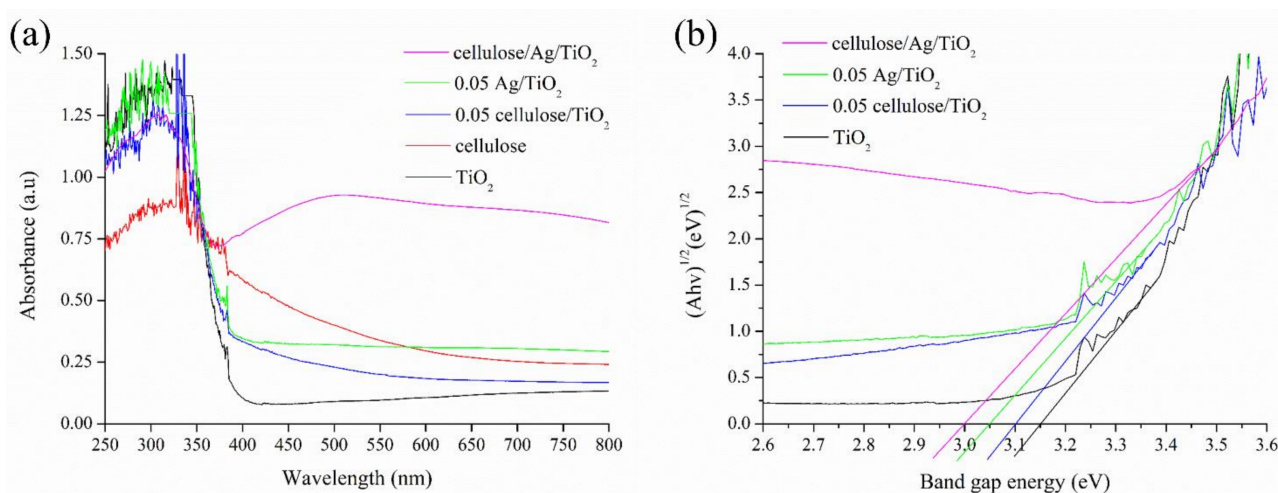 (a)
1.50
1.25
1.00
0.75
0.50
0.25
0.00
Absorbance (a.u)
cellulose/Ag/TiO₂
0.05 Ag/TiO₂
0.05 cellulose/TiO₂
cellulose
TiO₂
250 300 350 400 450 500 550 600 650 700 750 800
Wavelength (nm)
(b)
4.0
3.5
3.0
2.5
2.0
1.5
1.0
0.5
0.0
(Ahv)^1/2 (eV)^1/2
cellulose/Ag/TiO₂
0.05 Ag/TiO₂
0.05 cellulose/TiO₂
TiO₂
2.6 2.7 2.8 2.9 3.0 3.1 3.2 3.3 3.4 3.5 3.6
Band gap energy (eV)